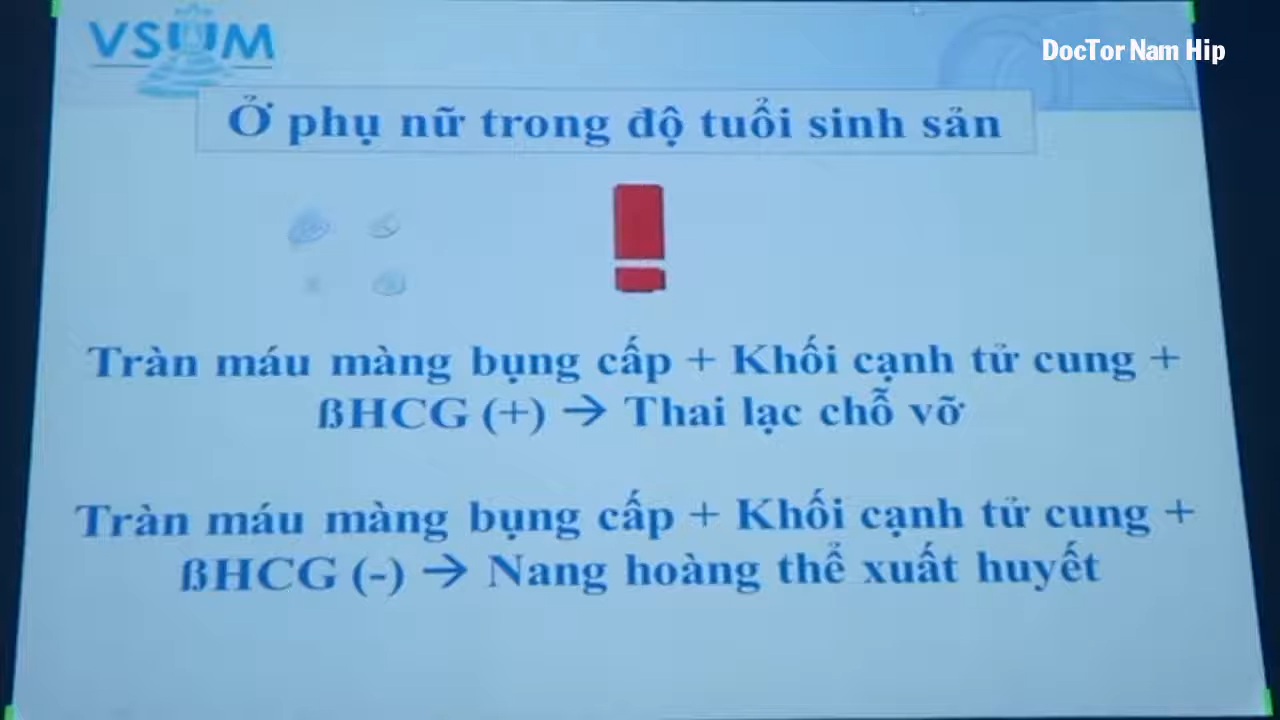 VSUM
DocTor Nam Hip
Ở phụ nữ trong độ tuổi sinh sản
!
Tràn máu màng bụng cấp + Khối cạnh tử cung +
ßHCG (+) → Thai lạc chỗ vỡ
Tràn máu màng bụng cấp + Khối cạnh tử cung +
ßHCG (-) → Nang hoàng thể xuất huyết